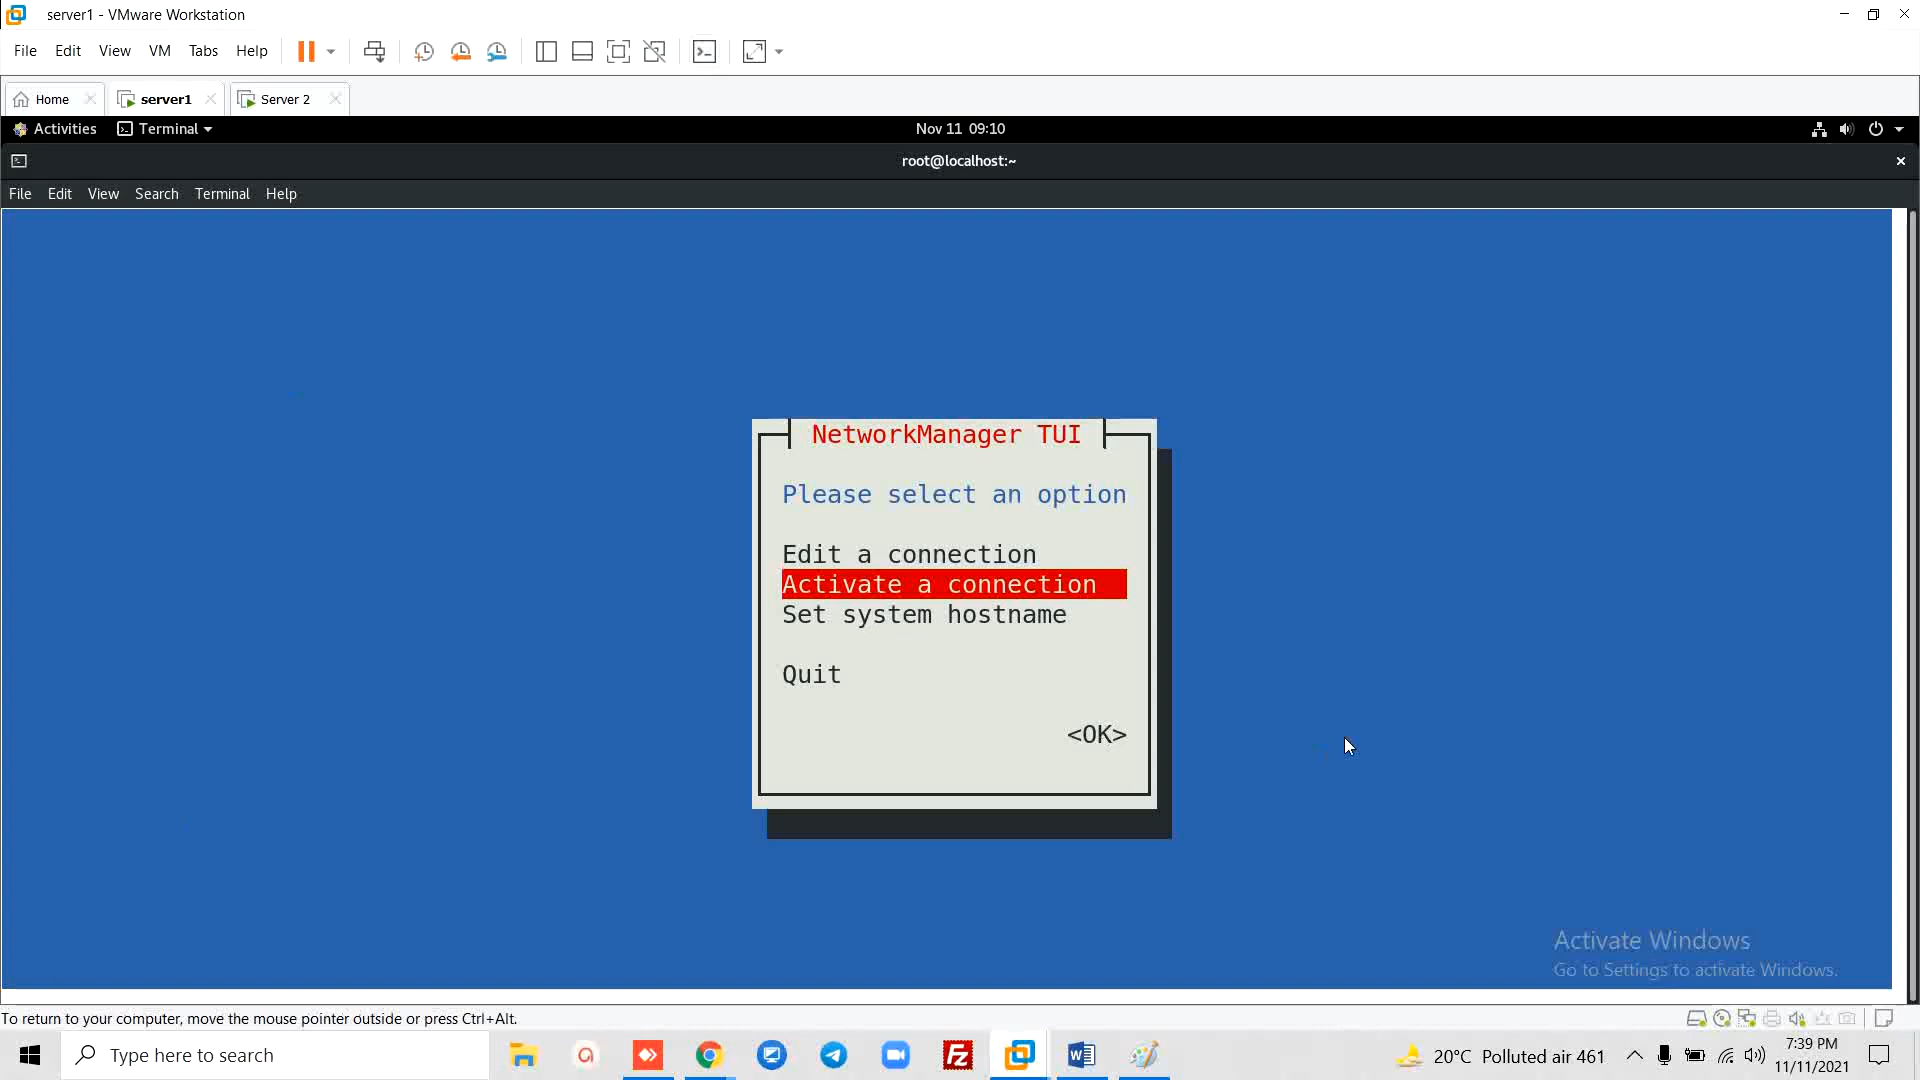 server1 - VMware Workstation
File Edit View VM Tabs Help
Home server1 Server 2
Activities Terminal Nov 11 09:10
root@localhost:~
File Edit View Search Terminal Help
NetworkManager TUI
Please select an option
Edit a connection
Activate a connection
Set system hostname
Quit
<OK>
Activate Windows
Go to Settings to activate Windows.
To return to your computer, move the mouse pointer outside or press Ctrl+Alt.
Type here to search
20°C Polluted air 461
7:39 PM
11/11/2021